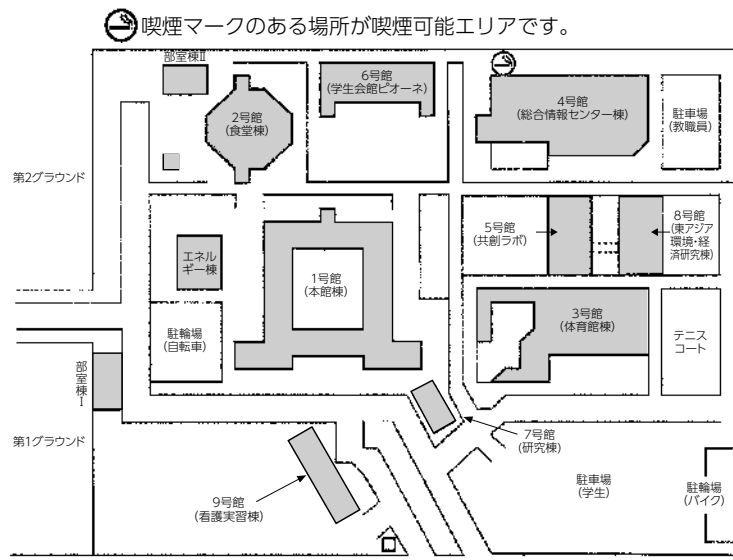 喫煙マークのある場所が喫煙可能エリアです。
部室棟Ⅱ
6号館
(学生会館ピオーネ)
2号館
(食堂棟)
4号館
(総合情報センター棟)
駐車場
(教職員)
第2グラウンド
5号館
(共創ラボ)
8号館
(東アジア
環境・経
済研究棟)
エネル
ギー棟
1号館
(本館棟)
駐輪場
(自転車)
3号館
(体育館棟)
テニス
コート
部室棟Ⅰ
第1グラウンド
7号館
(研究棟)
9号館
(看護実習棟)
駐車場
(学生)
駐輪場
(バイク)